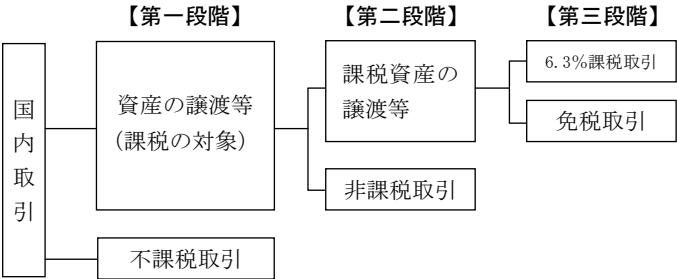 【第一段階】
【第二段階】
【第三段階】
国内取引
資産の譲渡等
(課税の対象)
不課税取引
課税資産の
譲渡等
非課税取引
6.3%課税取引
免税取引